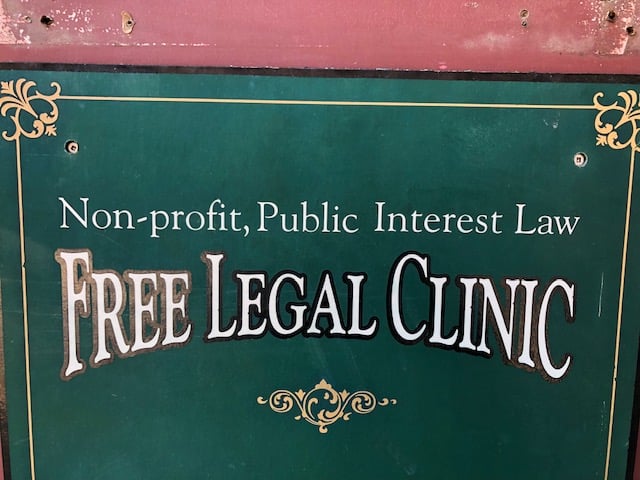 Non-profit, Public Interest Law
FREE LEGAL CLINIC